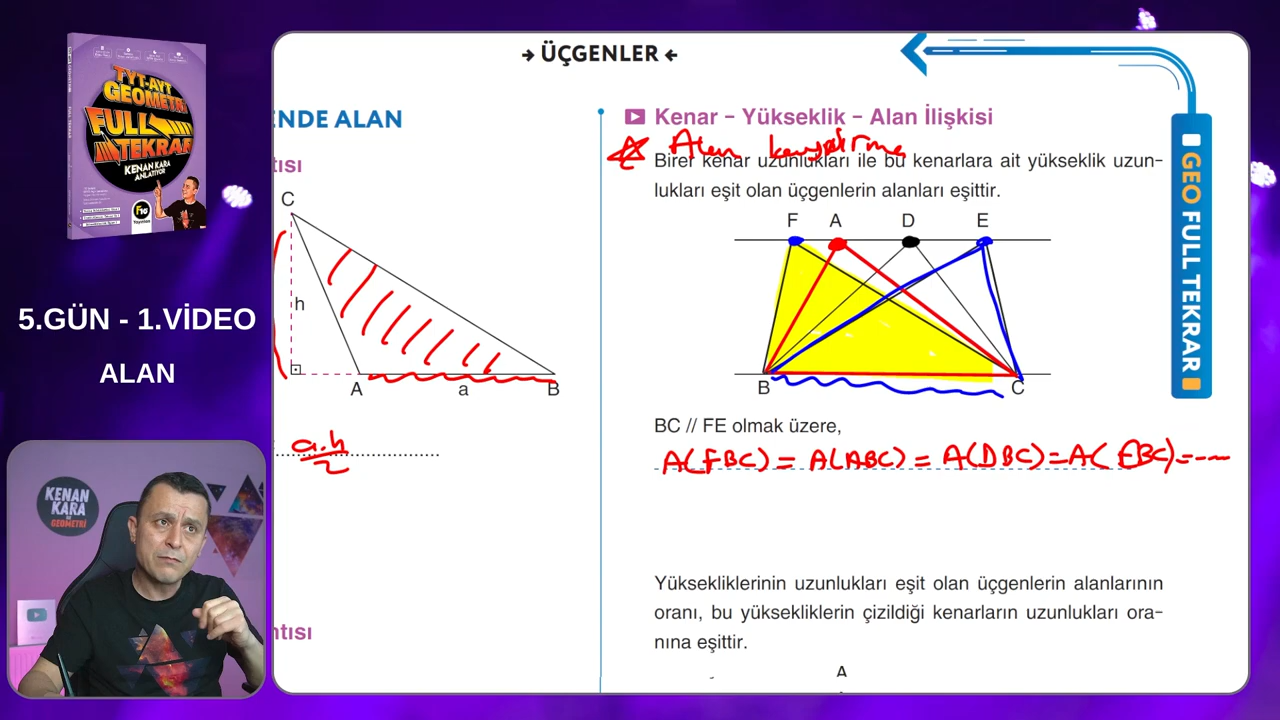 ÜÇGENLER
TYT-AYT
GEOMETRİ
FULL
TEKRAR
KENAN KARA
ANLATIYOR
5.GÜN - 1.VİDEO
ALAN
KENAN
KARA
GEOMETRİ
NDE ALAN
tısı
C
h
A
a
B
a.h
2
ntısı
Kenar – Yükseklik – Alan İlişkisi
Alan kaydırma
Birer kenar uzunlukları ile bu kenarlara ait yükseklik uzun-
lukları eşit olan üçgenlerin alanları eşittir.
F A D E
B C
BC // FE olmak üzere,
A(FBC) = A(ABC) = A(DBC) = A(EBC) = ----
Yüksekliklerinin uzunlukları eşit olan üçgenlerin alanlarının
oranı, bu yüksekliklerin çizildiği kenarların uzunlukları ora-
nına eşittir.
A
GEO FULL TEKRAR